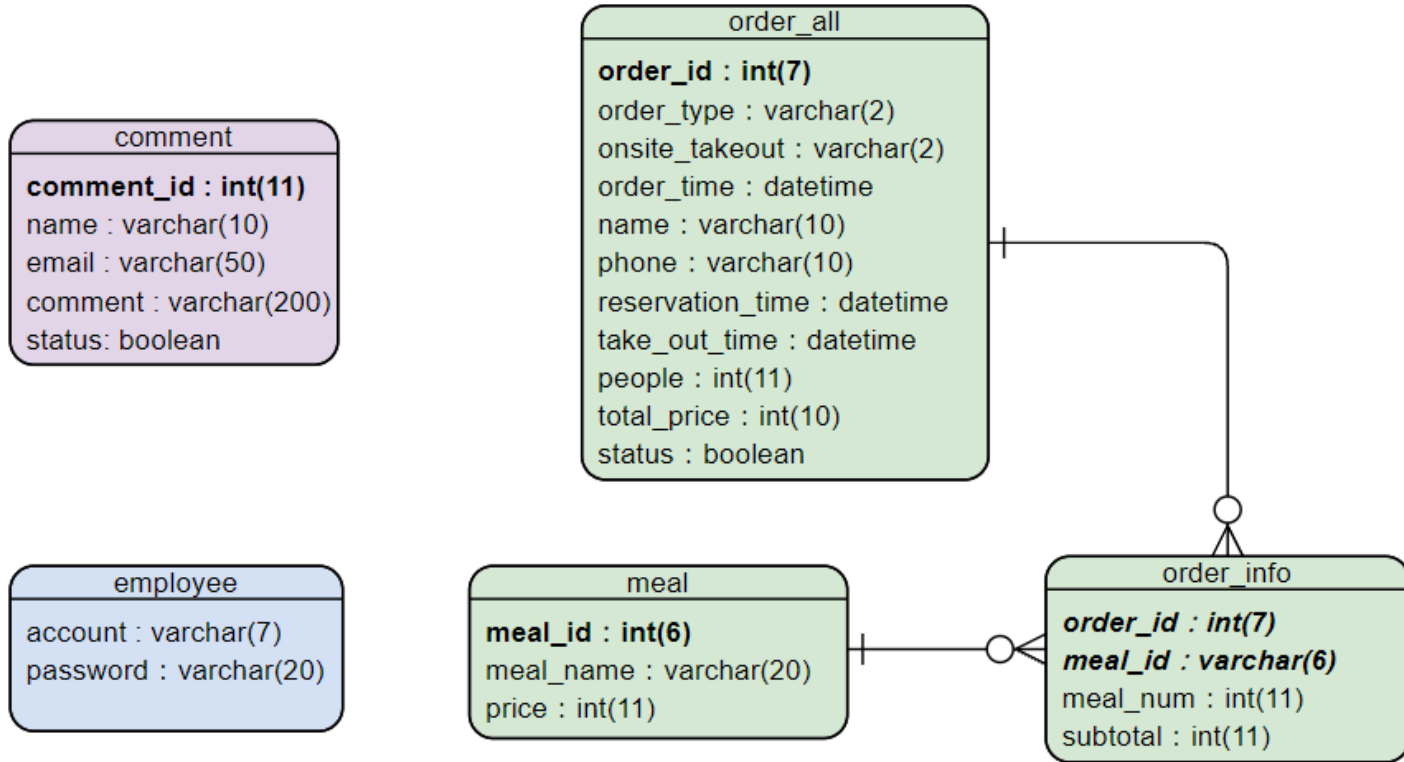 order_all
order_id : int(7)
order_type : varchar(2)
onsite_takeout : varchar(2)
order_time : datetime
name : varchar(10)
phone : varchar(10)
reservation_time : datetime
take_out_time : datetime
people : int(11)
total_price : int(10)
status : boolean
comment
comment_id : int(11)
name : varchar(10)
email : varchar(50)
comment : varchar(200)
status: boolean
employee
account : varchar(7)
password : varchar(20)
meal
meal_id : int(6)
meal_name : varchar(20)
price : int(11)
order_info
order_id : int(7)
meal_id : varchar(6)
meal_num : int(11)
subtotal : int(11)